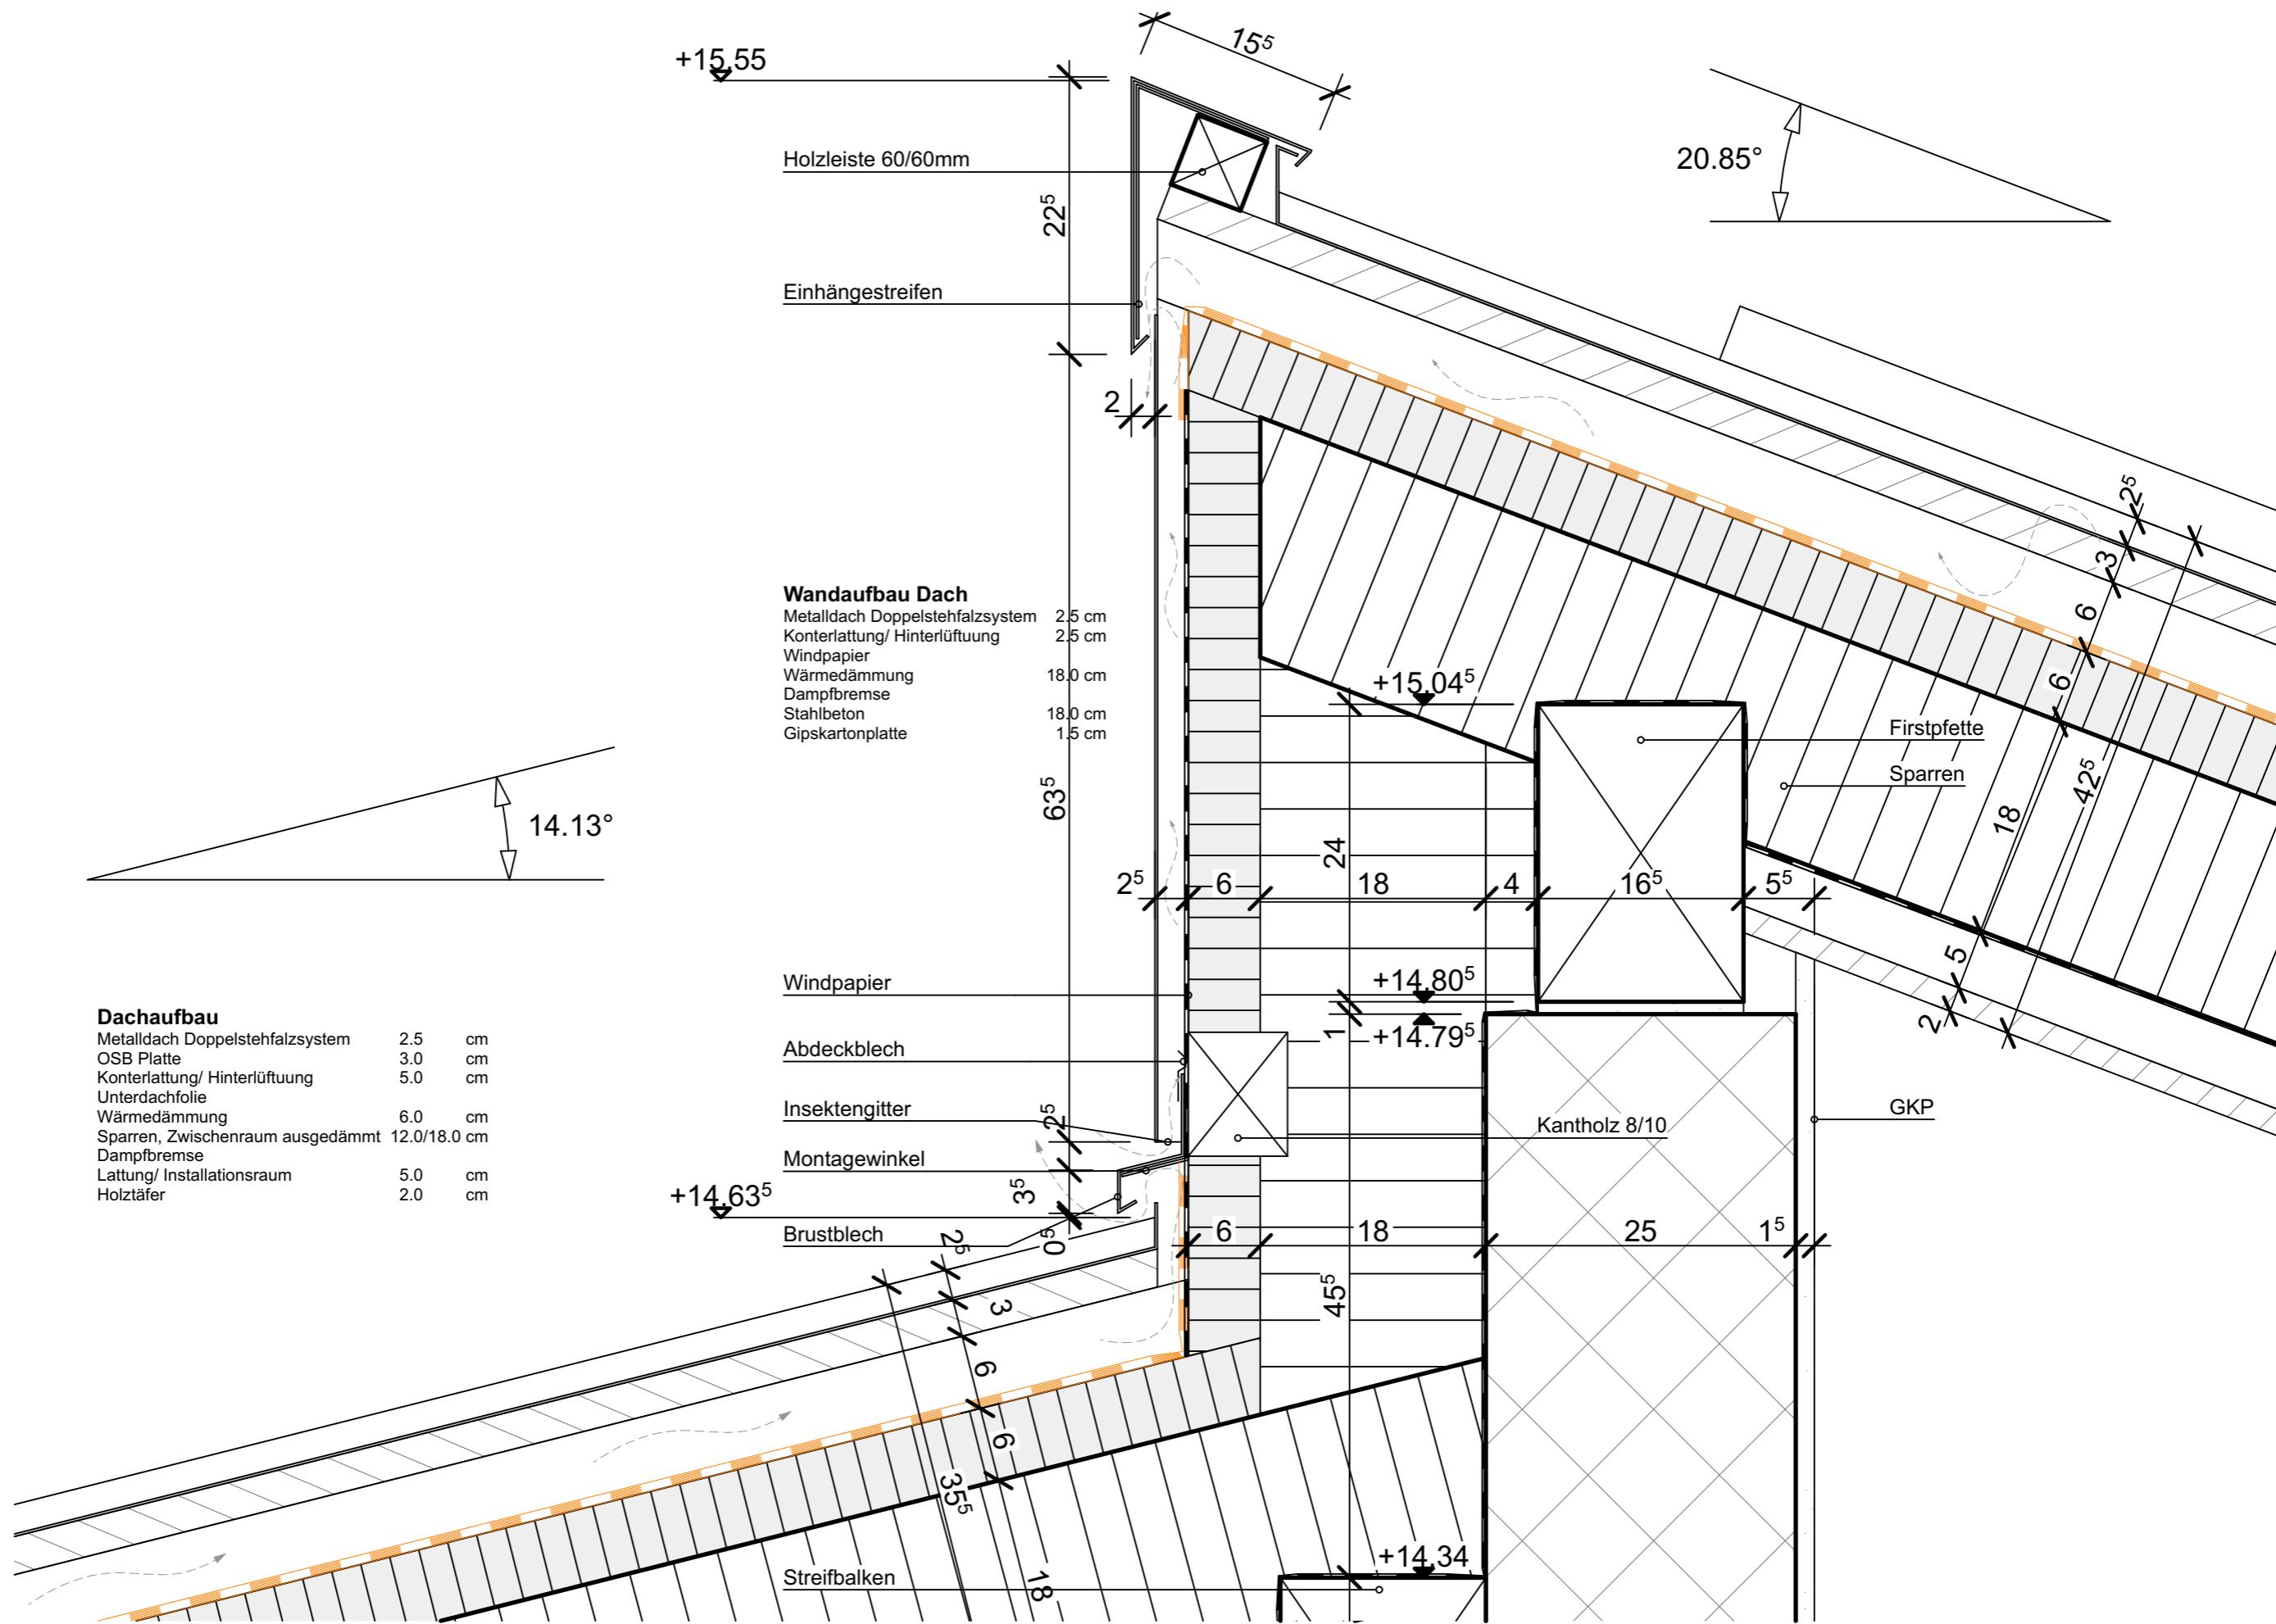 +15.55
15⁵
20.85°
Holzleiste 60/60mm
22⁵
Einhängestreifen
2
2⁵
3
6
6
18
42⁵
5
2
Wandaufbau Dach
Metalldach Doppelstehfalzsystem 2.5 cm
Konterlattung/ Hinterlüftuung 2.5 cm
Windpapier
Wärmedämmung 18.0 cm
Dampfbremse
Stahlbeton 18.0 cm
Gipskartonplatte 1.5 cm
63⁵
+15.04⁵
Firstpfette
Sparren
14.13°
24
2⁵ 6 18 4 16⁵ 5⁵
Windpapier
+14.80⁵
1
+14.79⁵
Abdeckblech
Insektengitter
2⁵
Kantholz 8/10
GKP
Montagewinkel
+14.63⁵
3⁵
Brustblech
0⁵
6 18 25 1⁵
Dachaufbau
Metalldach Doppelstehfalzsystem 2.5 cm
OSB Platte 3.0 cm
Konterlattung/ Hinterlüftuung 5.0 cm
Unterdachfolie
Wärmedämmung 6.0 cm
Sparren, Zwischenraum ausgedämmt 12.0/18.0 cm
Dampfbremse
Lattung/ Installationsraum 5.0 cm
Holztäfer 2.0 cm
2⁵
3
6
6
35⁵
18
45⁵
+14.34
Streifbalken